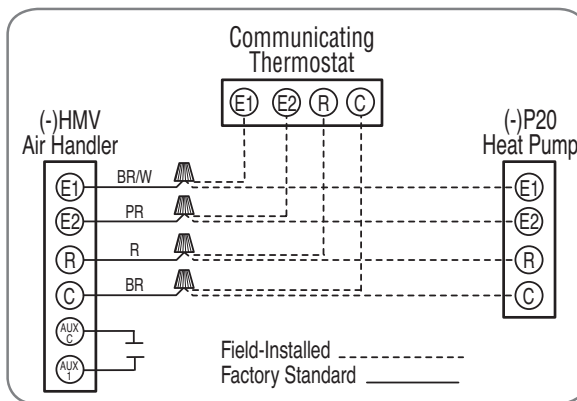 Communicating
Thermostat
E1 E2 R C
(-)HMV
Air Handler
(-)P20
Heat Pump
E1 BR/W E1
E2 PR E2
R R R
C BR C
AUX
C
AUX
1
Field-Installed
Factory Standard